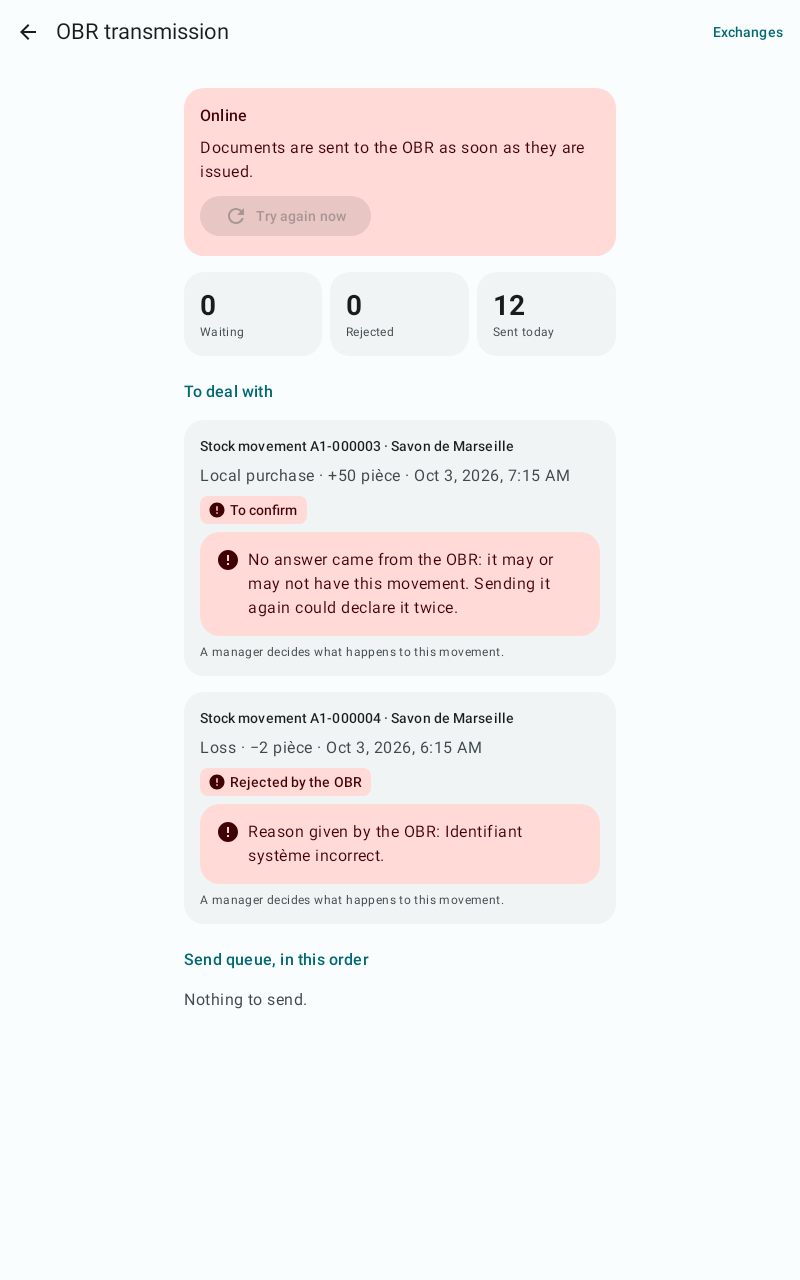 OBR transmission
Exchanges
Online
Documents are sent to the OBR as soon as they are
issued.
Try again now
0
Waiting
0
Rejected
12
Sent today
To deal with
Stock movement A1-000003 · Savon de Marseille
Local purchase · +50 pièce · Oct 3, 2026, 7:15 AM
To confirm
No answer came from the OBR: it may or
may not have this movement. Sending it
again could declare it twice.
A manager decides what happens to this movement.
Stock movement A1-000004 · Savon de Marseille
Loss · −2 pièce · Oct 3, 2026, 6:15 AM
Rejected by the OBR
Reason given by the OBR: Identifiant
système incorrect.
A manager decides what happens to this movement.
Send queue, in this order
Nothing to send.